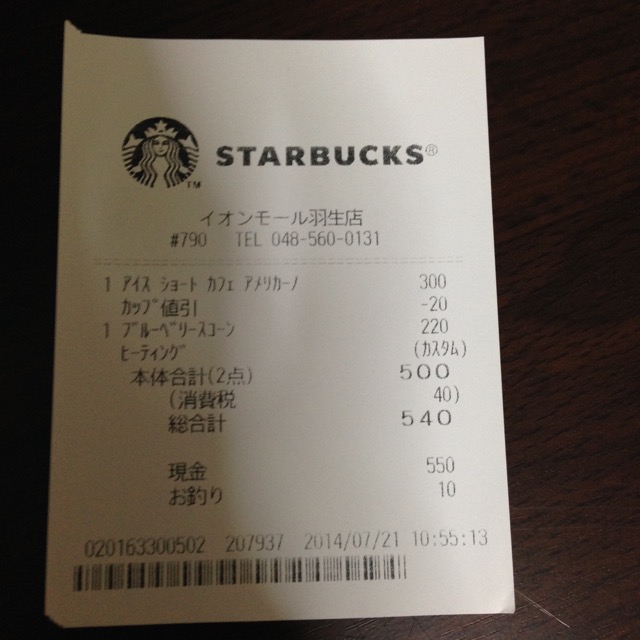 STARBUCKS®
TM
イオンモール羽生店
#790 TEL 048-560-0131
1 ｱｲｽ ｼｮｰﾄ ｶﾌｪ ｱﾒﾘｶｰﾉ 300
ｶｯﾌﾟ値引 -20
1 ﾌﾞﾙｰﾍﾞﾘｰｽｺｰﾝ 220
ﾋｰﾃｨﾝｸﾞ (ｶｽﾀﾑ)
本体合計(2点) 500
(消費税 40)
総合計 540
現金 550
お釣り 10
020163300502 207937 2014/07/21 10:55:13